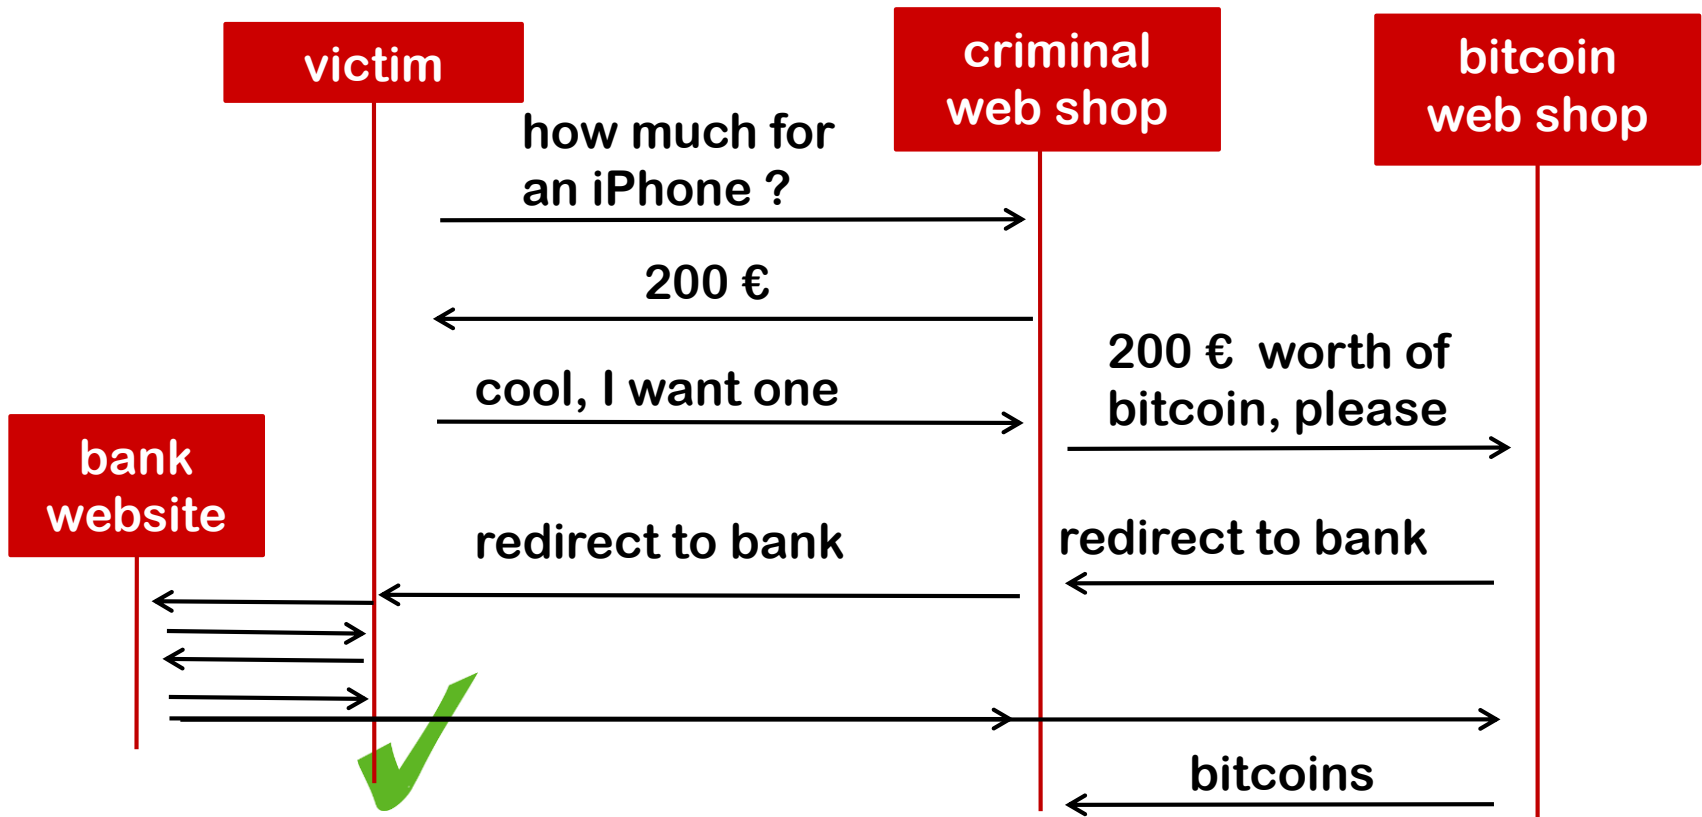 victim
criminal
web shop
bitcoin
web shop
how much for
an iPhone ?
200 €
200 €  worth of
bitcoin, please
cool, I want one
bank
website
redirect to bank
redirect to bank
bitcoins